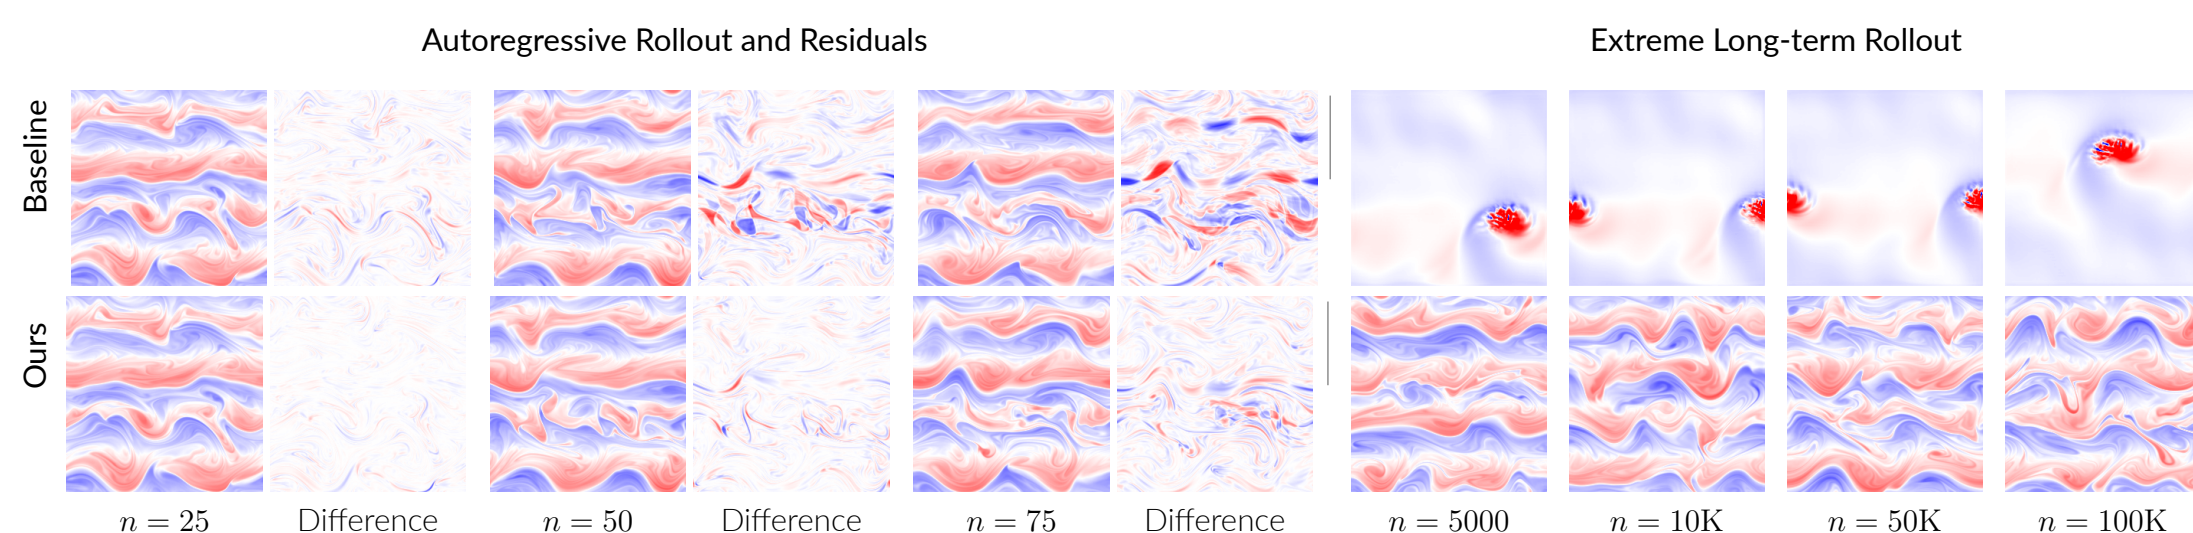 Autoregressive Rollout and Residuals
Extreme Long-term Rollout
Baseline
Ours
n = 25
Difference
n = 50
Difference
n = 75
Difference
n = 5000
n = 10K
n = 50K
n = 100K